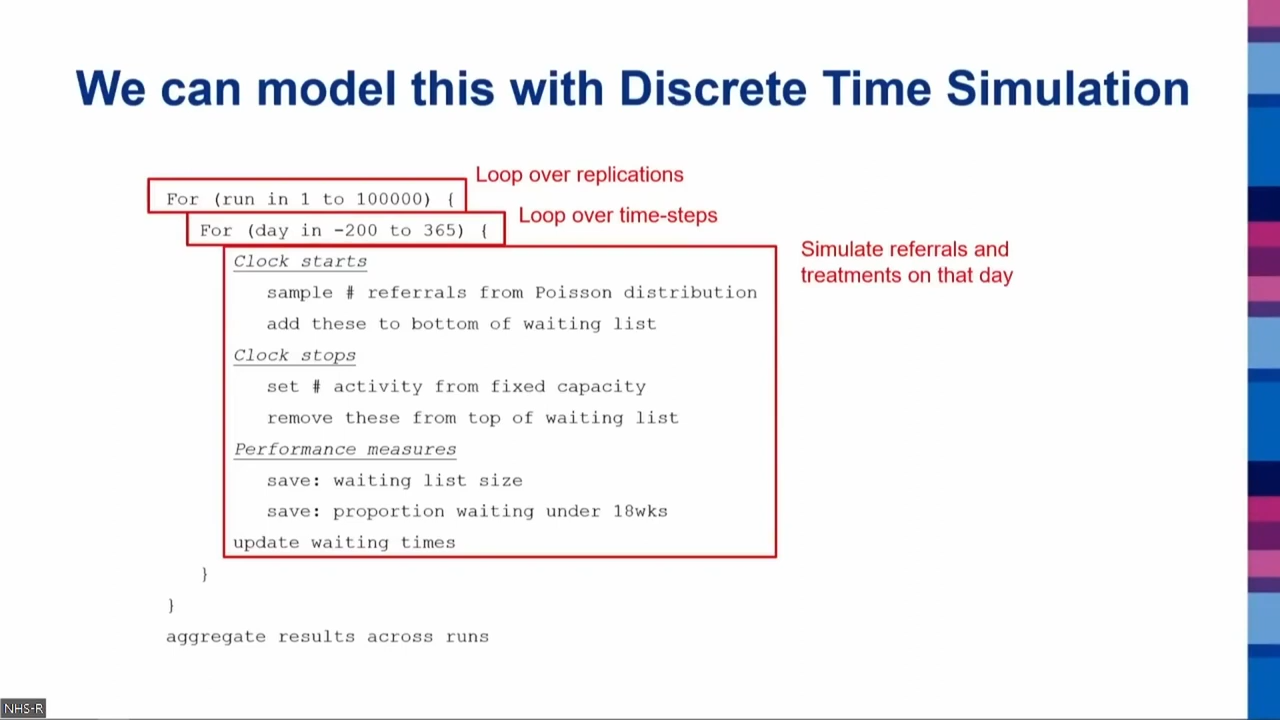 We can model this with Discrete Time Simulation
Loop over replications
For (run in 1 to 100000) {
Loop over time-steps
For (day in -200 to 365) {
Simulate referrals and
treatments on that day
Clock starts
sample # referrals from Poisson distribution
add these to bottom of waiting list
Clock stops
set # activity from fixed capacity
remove these from top of waiting list
Performance measures
save: waiting list size
save: proportion waiting under 18wks
update waiting times
}
}
aggregate results across runs
NHS-R